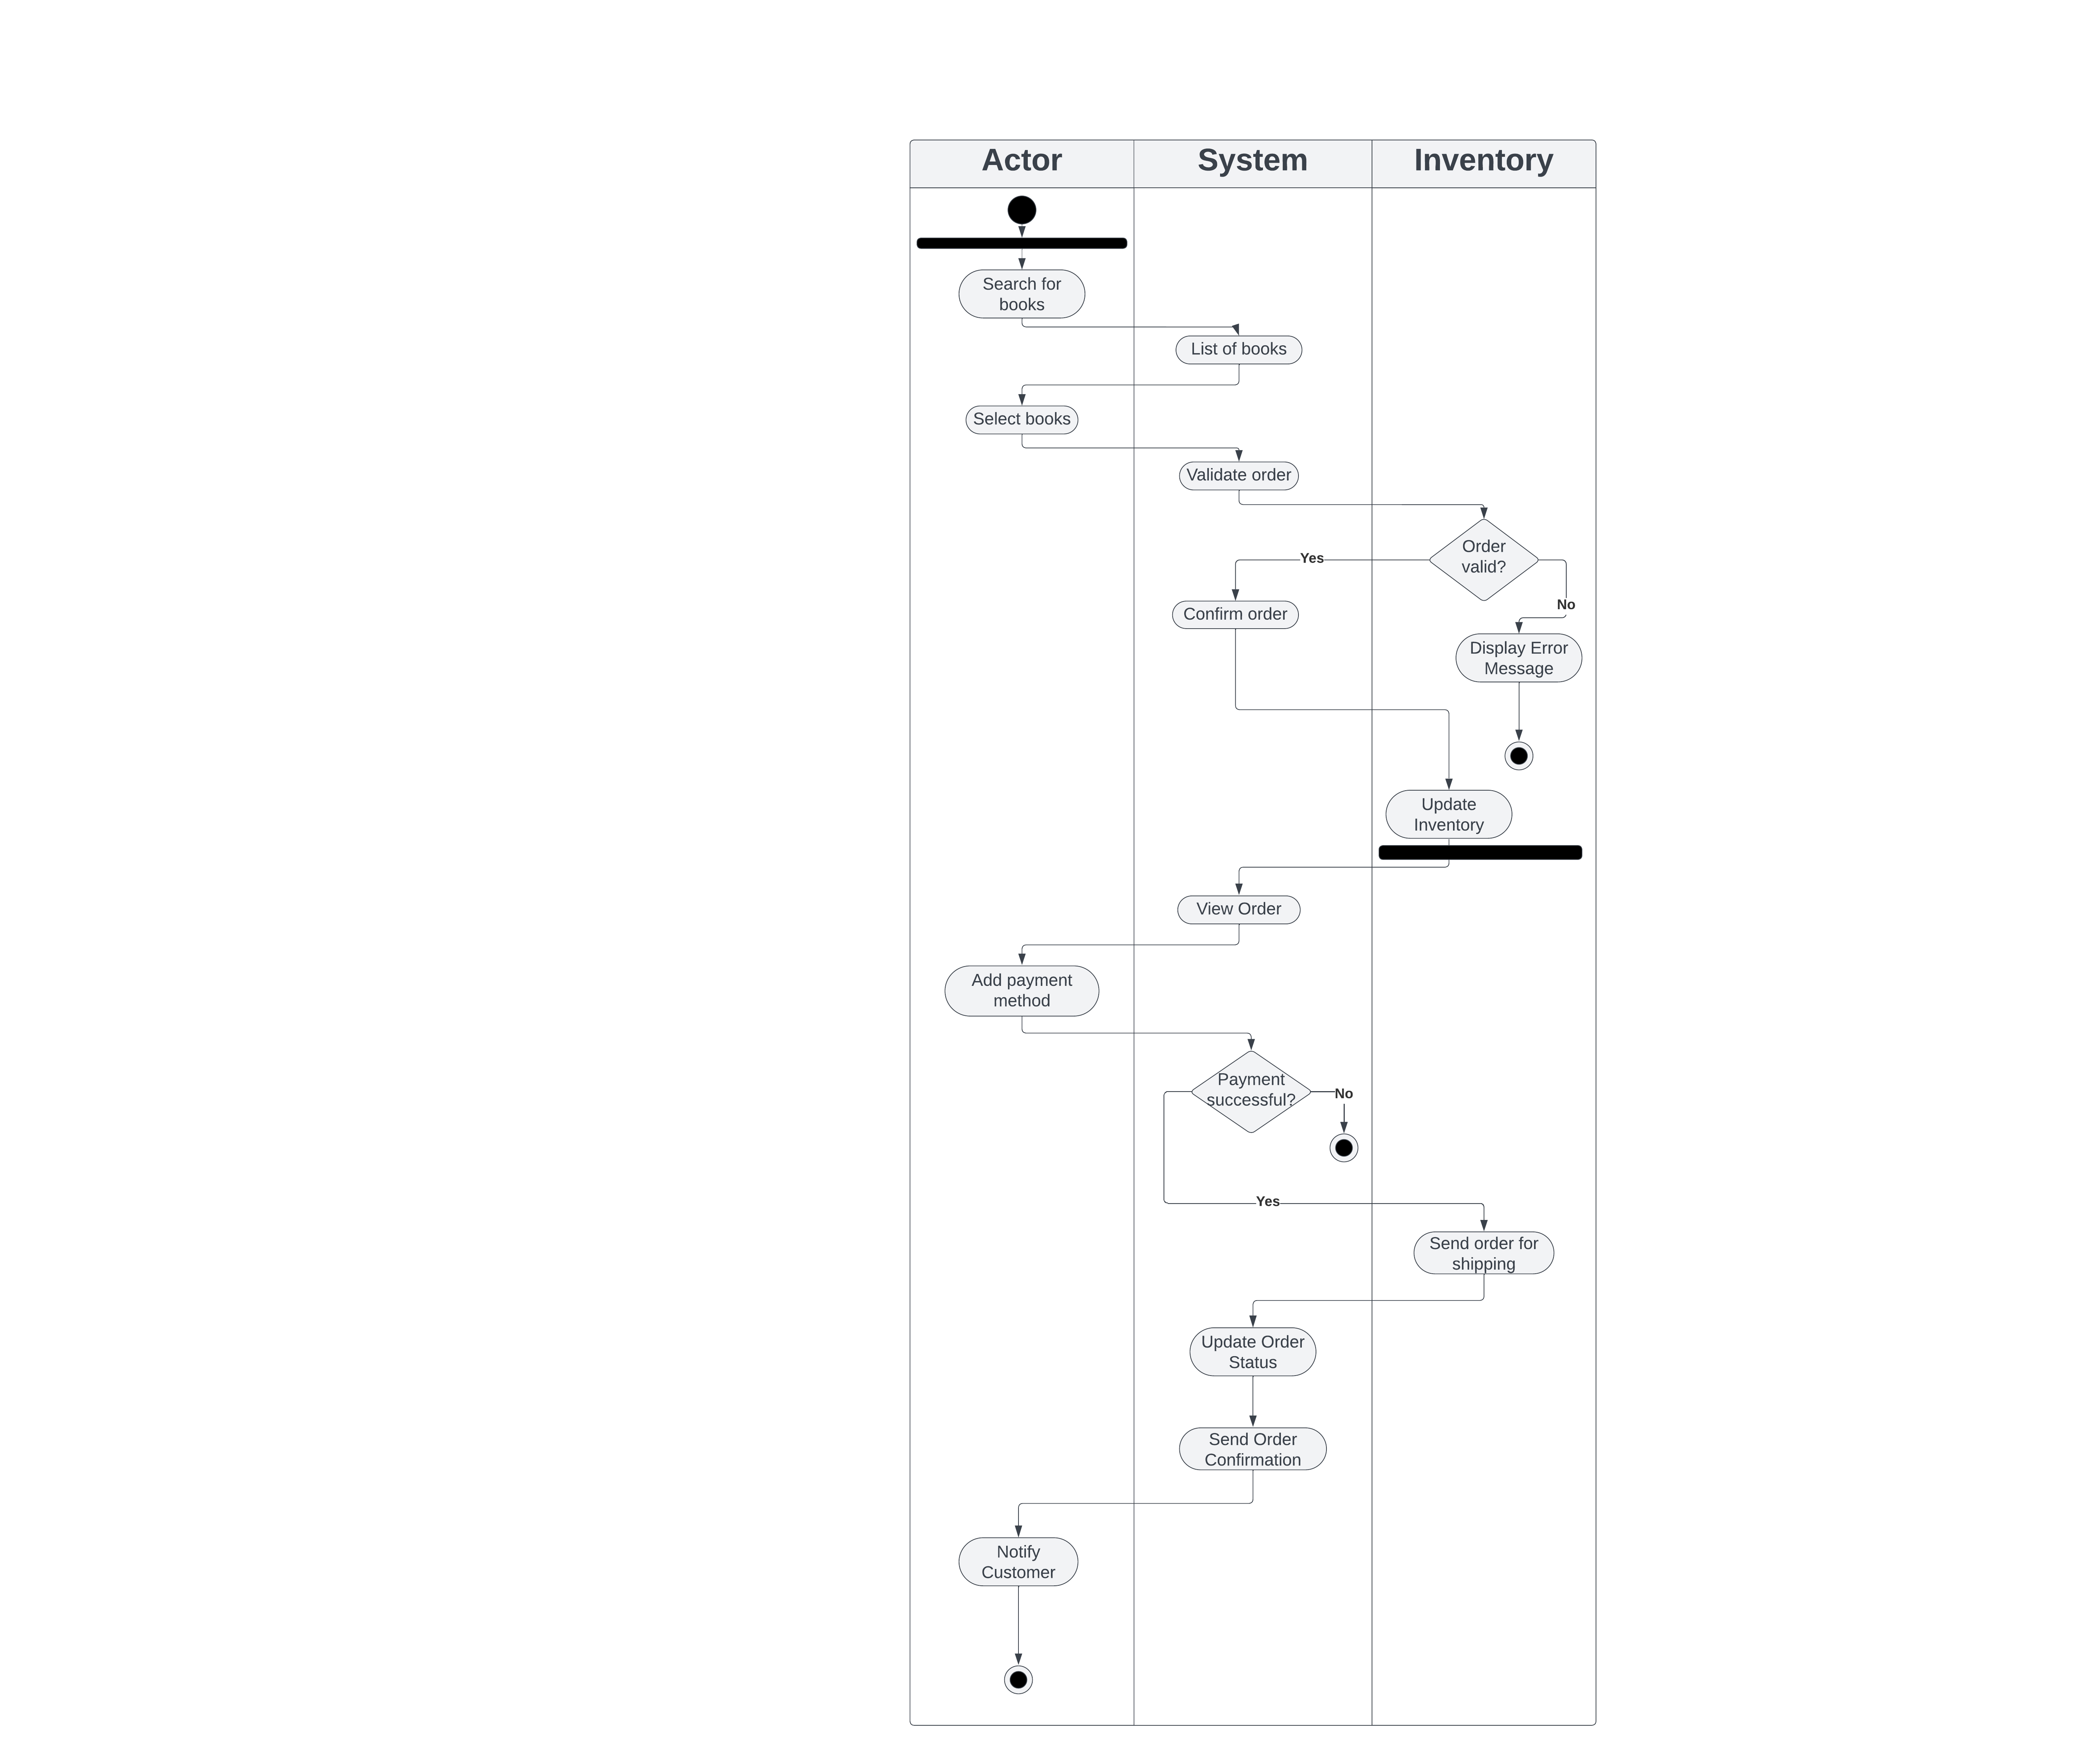 Actor
System
Inventory
Search for
books
List of books
Select books
Validate order
Order
valid?
Yes
No
Confirm order
Display Error
Message
Update
Inventory
View Order
Add payment
method
Payment
successful?
No
Yes
Send order for
shipping
Update Order
Status
Send Order
Confirmation
Notify
Customer